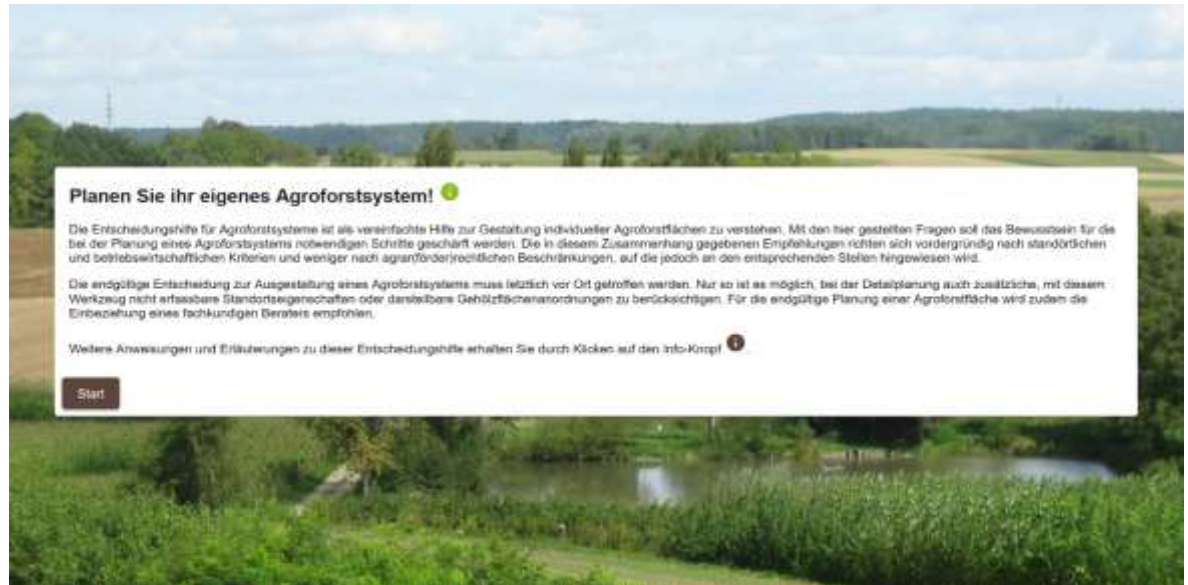 Planen Sie ihr eigenes Agroforstsystem!
Die Entscheidungshilfe für Agroforstsysteme ist als vereinfachte Hilfe zur Gestaltung individueller Agroforstflächen zu verstehen. Mit den hier gestellten Fragen soll das Bewusstsein für die
bei der Planung eines Agroforstsystems notwendigen Schritte geschärft werden. Die in diesem Zusammenhang gegebenen Empfehlungen richten sich vordergründig nach standörtlichen
und betriebswirtschaftlichen Kriterien und weniger nach agrar(förder)rechtlichen Beschränkungen, auf die jedoch an den entsprechenden Stellen hingewiesen wird.
Die endgültige Entscheidung zur Ausgestaltung eines Agroforstsystems muss letztlich vor Ort getroffen werden. Nur so ist es möglich, bei der Detailplanung auch zusätzliche, mit diesem
Werkzeug nicht erfassbare Standorteigenschaften oder darstellbare Gehölzflächenanordnungen zu berücksichtigen. Für die endgültige Planung einer Agroforstfläche wird zudem die
Einbeziehung eines fachkundigen Beraters empfohlen.
Weitere Anweisungen und Erläuterungen zu dieser Entscheidungshilfe erhalten Sie durch Klicken auf den Info-Knopf
Start